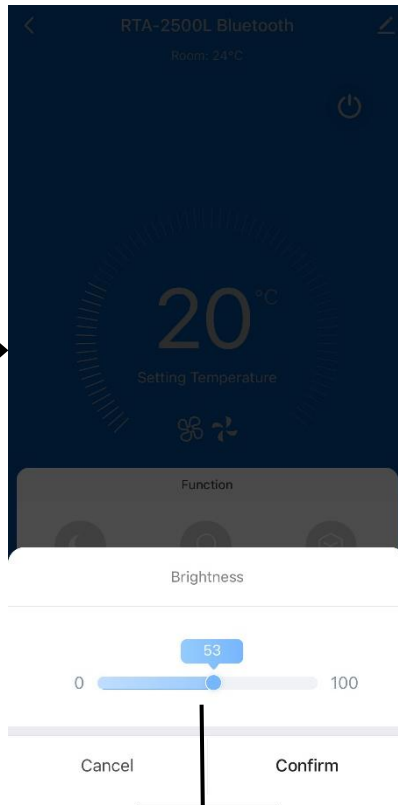 RTA-2500L Bluetooth
Room: 24°C
20°C
Setting Temperature
Function
Brightness
53
0 100
Cancel Confirm